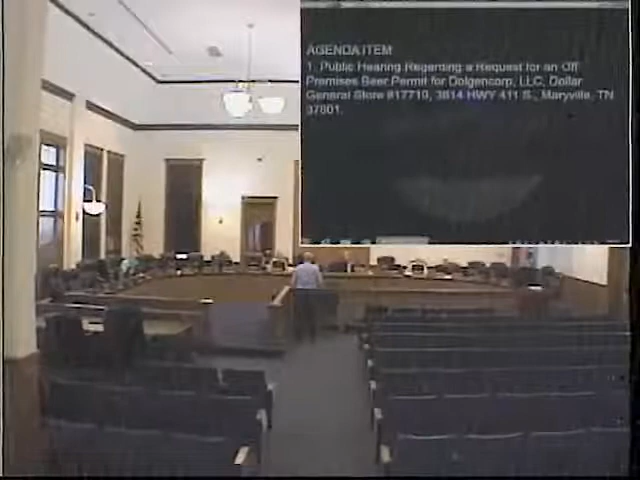 AGENDA ITEM
1. Public Hearing Regarding a Request for an Off
Premises Beer Permit for Dolgencorp, LLC, Dollar
General Store #17719, 3814 HWY 411 S., Maryville, TN
37801.